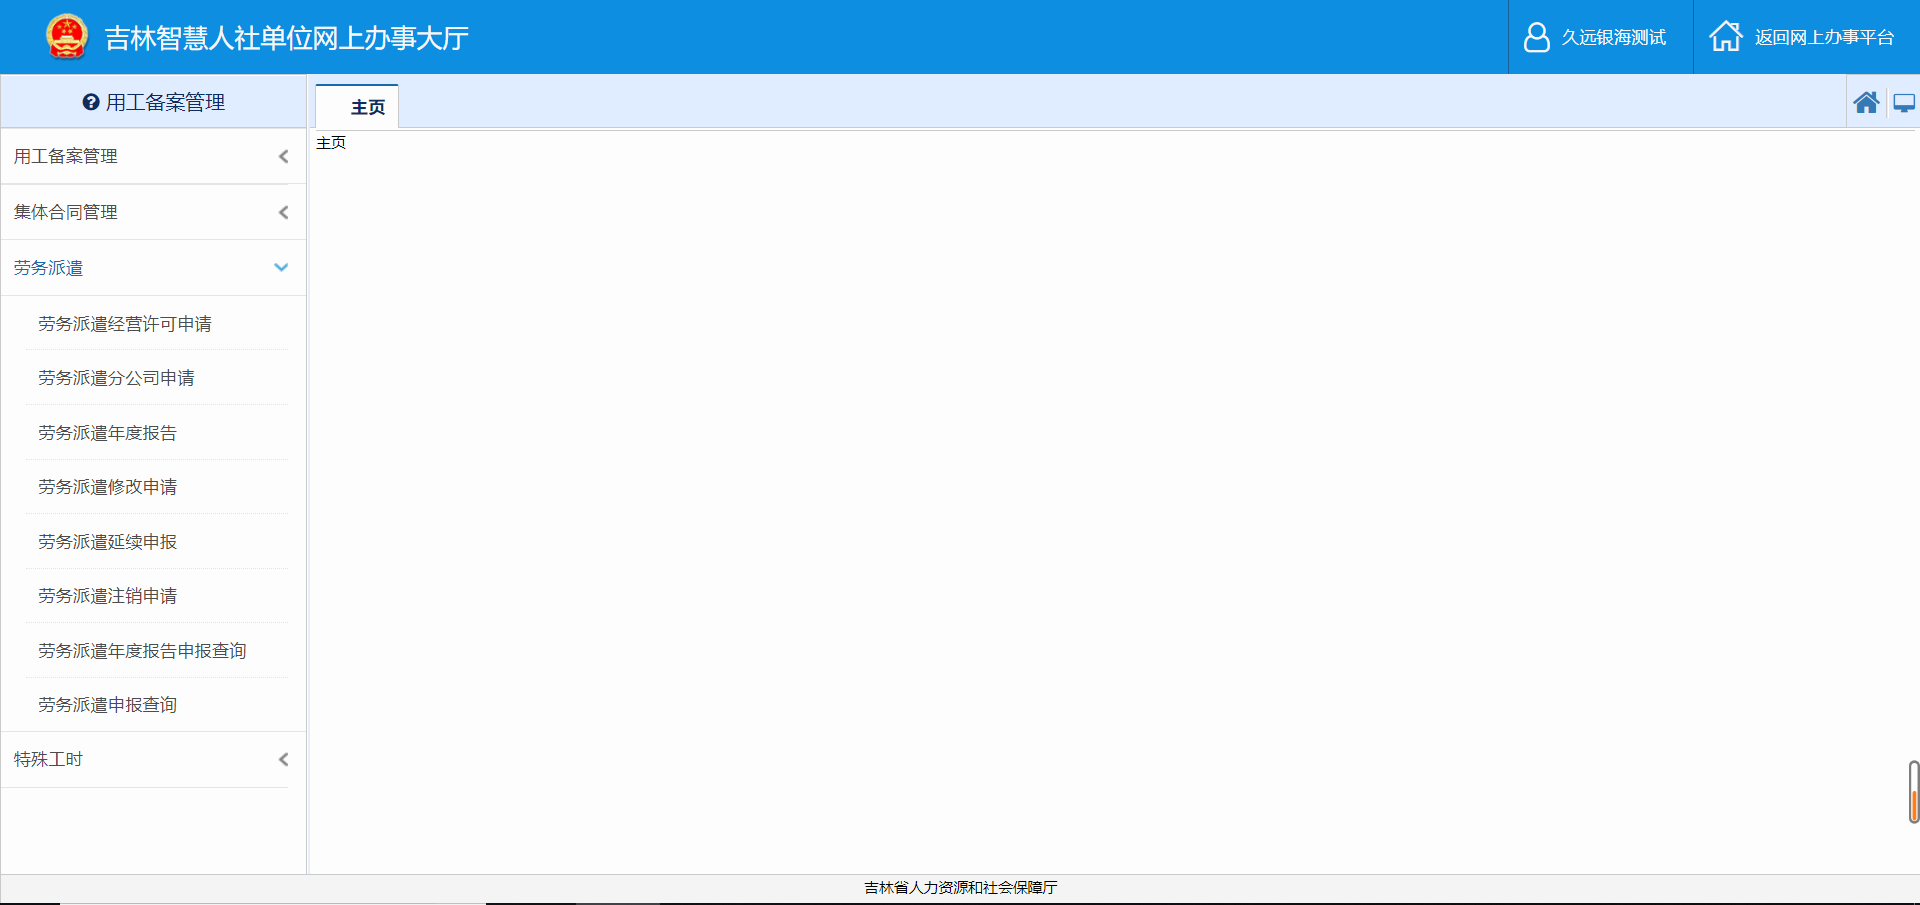 吉林智慧人社单位网上办事大厅
久远银海测试
返回网上办事平台
用工备案管理
主页
主页
用工备案管理
集体合同管理
劳务派遣
劳务派遣经营许可申请
劳务派遣分公司申请
劳务派遣年度报告
劳务派遣修改申请
劳务派遣延续申报
劳务派遣注销申请
劳务派遣年度报告申报查询
劳务派遣申报查询
特殊工时
吉林省人力资源和社会保障厅